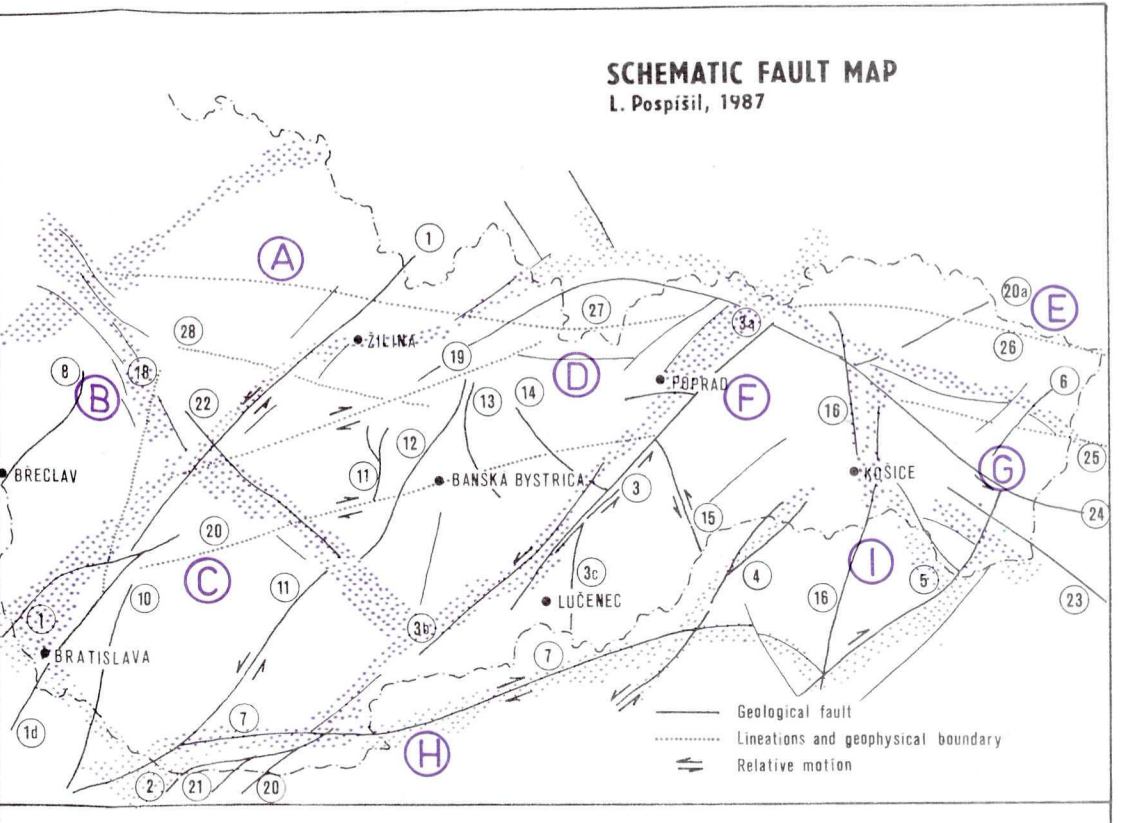 SCHEMATIC FAULT MAP
L. Pospíšil, 1987
1
A
20a
E
28
27
3a
26
ŽILINA
8
18
19
D
POPRAD
6
B
22
13
14
F
16
12
BŘECLAV
11
BANSKÁ BYSTRICA
3
KOŠICE
G
25
20
15
24
C
10
11
3c
4
I
5
1
LUČENEC
16
23
3b
BRATISLAVA
7
1d
7
H
2
21
20
Geological fault
Lineations and geophysical boundary
Relative motion